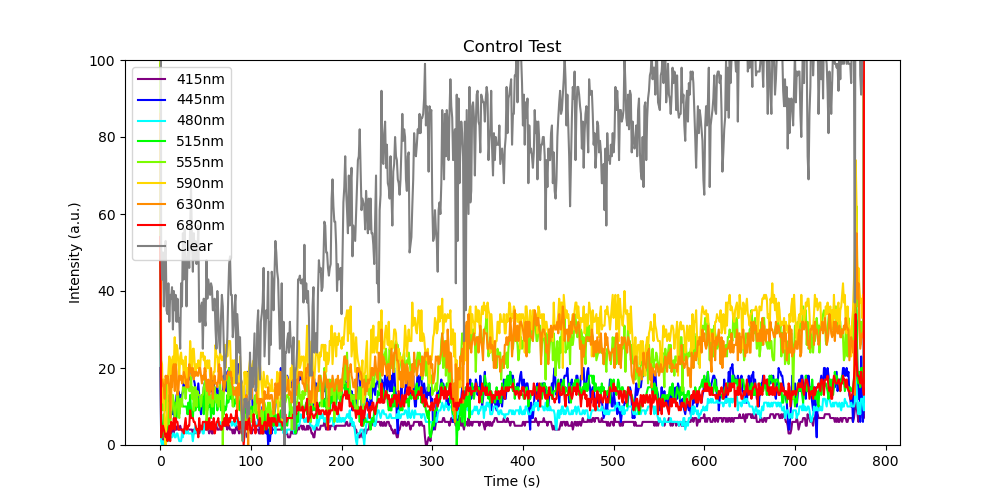 Control Test
100
80
60
40
20
0
Intensity (a.u.)
415nm
445nm
480nm
515nm
555nm
590nm
630nm
680nm
Clear
0 100 200 300 400 500 600 700 800
Time (s)